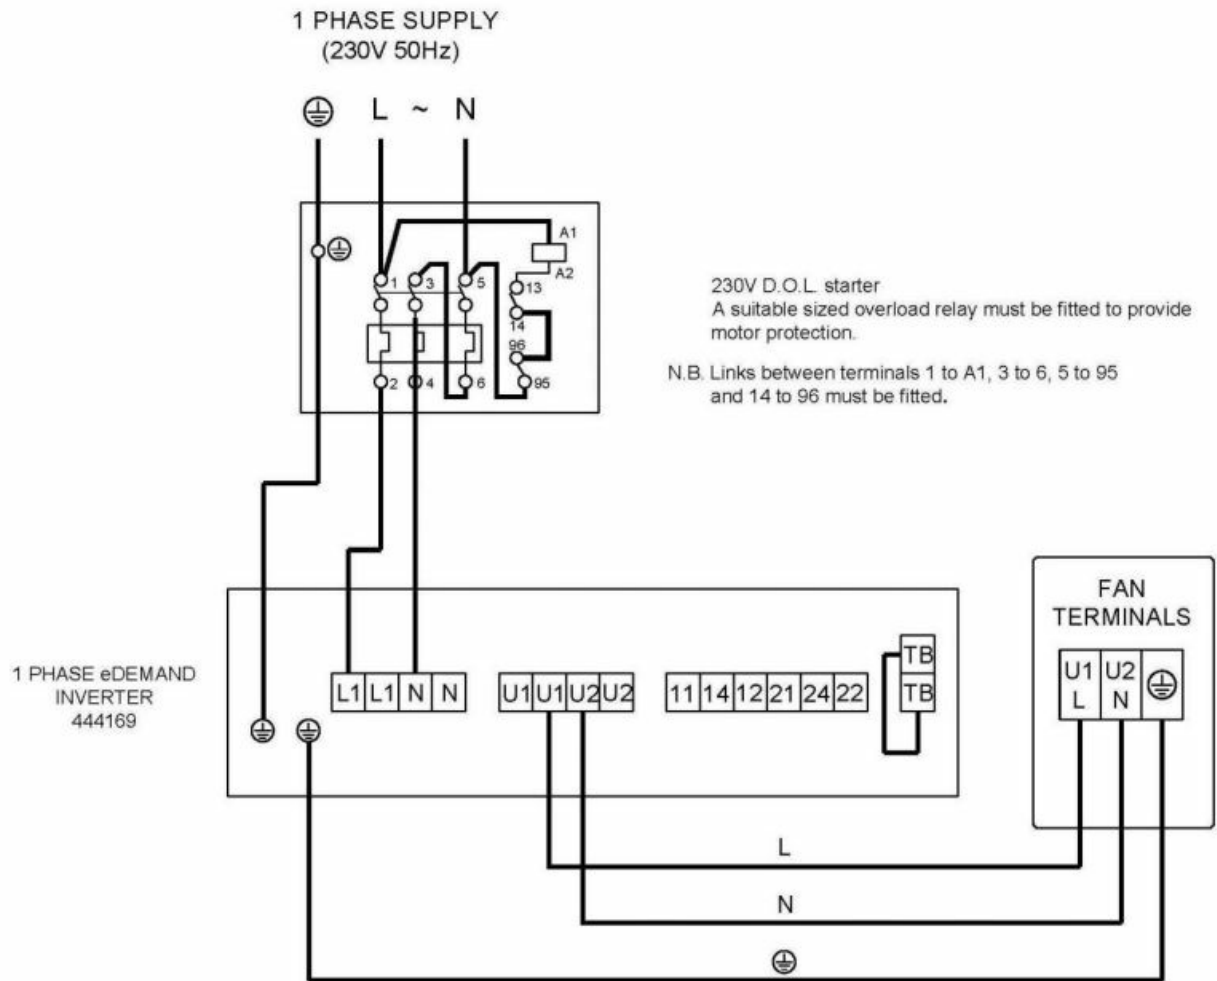 1 PHASE SUPPLY
(230V 50Hz)
L ~ N
A1
A2
1 3 5 13
14
96
2 4 6 95
230V D.O.L. starter
A suitable sized overload relay must be fitted to provide
motor protection.
N.B. Links between terminals 1 to A1, 3 to 6, 5 to 95
and 14 to 96 must be fitted.
1 PHASE eDEMAND
INVERTER
444169
L1 L1 N N
U1 U1 U2 U2
11 14 12 21 24 22
TB
TB
FAN
TERMINALS
U1 U2
L N
L
N